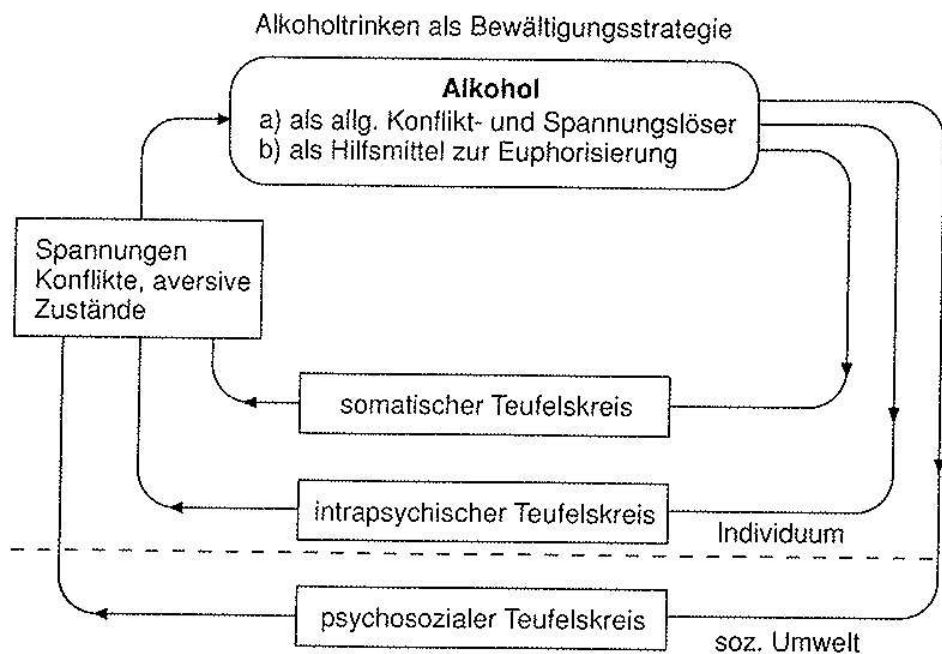 Alkoholtrinken als Bewältigungsstrategie
Alkohol
a) als allg. Konflikt- und Spannungslöser
b) als Hilfsmittel zur Euphorisierung
Spannungen
Konflikte, aversive
Zustände
somatischer Teufelskreis
intrapsychischer Teufelskreis
Individuum
psychosozialer Teufelskreis
soz. Umwelt